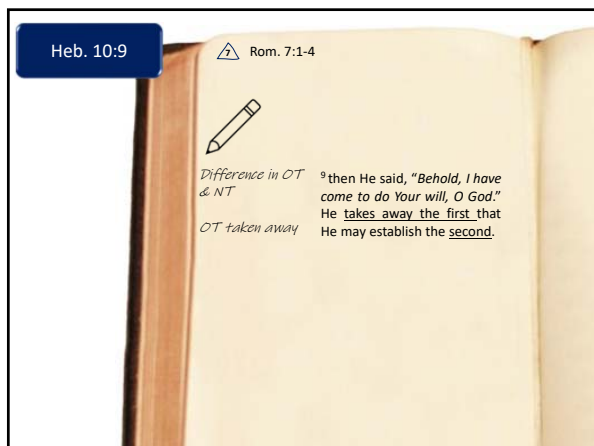 Heb. 10:9
7 Rom. 7:1-4
Difference in OT
& NT
OT taken away
9 then He said, “Behold, I have
come to do Your will, O God.”
He takes away the first that
He may establish the second.